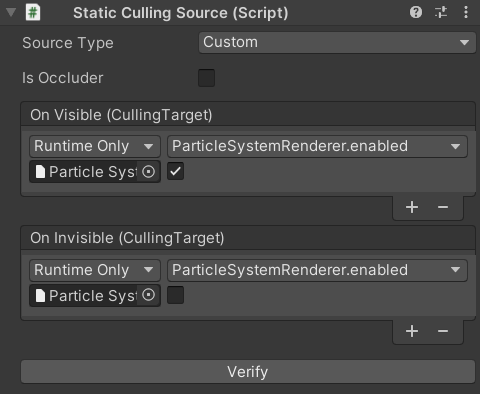 Static Culling Source (Script)
Source Type Custom
Is Occluder
On Visible (CullingTarget)
Runtime Only ParticleSystemRenderer.enabled
Particle Syst
On Invisible (CullingTarget)
Runtime Only ParticleSystemRenderer.enabled
Particle Syst
Verify